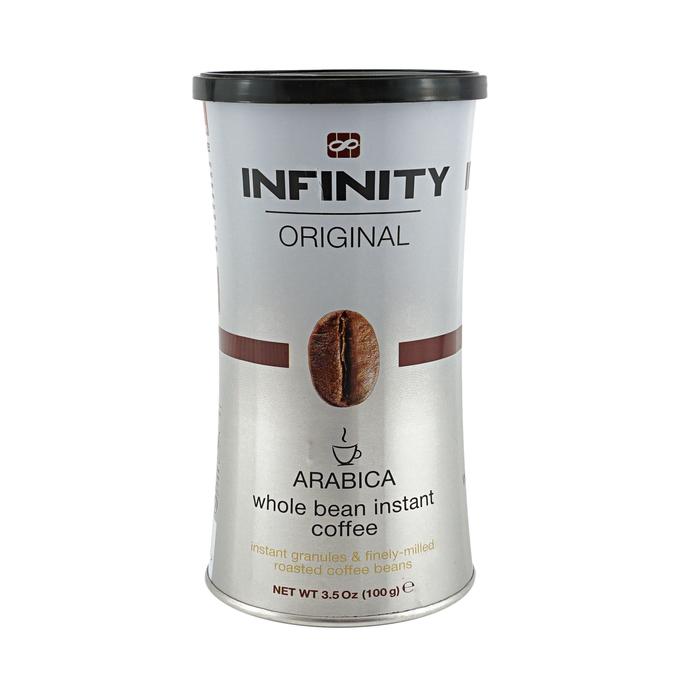 INFINITY
ORIGINAL
ARABICA
whole bean instant
coffee
instant granules & finely-milled
roasted coffee beans
NET WT 3.5 Oz (100 g) ℮